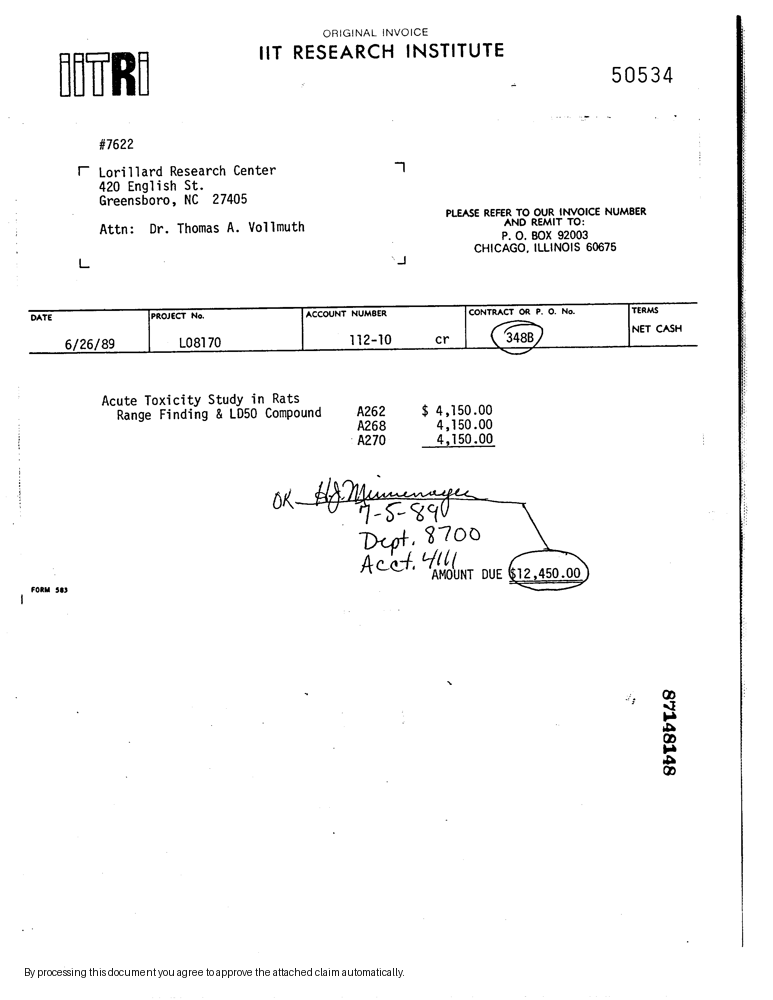 ORIGINAL INVOICE
IIT RESEARCH INSTITUTE
IITRI
50534
#7622
Lorillard Research Center
420 English St.
Greensboro, NC 27405
Attn: Dr. Thomas A. Vollmuth
PLEASE REFER TO OUR INVOICE NUMBER
AND REMIT TO:
P. O. BOX 92003
CHICAGO, ILLINOIS 60675
DATE PROJECT No. ACCOUNT NUMBER CONTRACT OR P. O. No. TERMS
6/26/89 L08170 112-10 cr 348B NET CASH
Acute Toxicity Study in Rats
Range Finding & LD50 Compound A262 $ 4,150.00
A268 4,150.00
A270 4,150.00
OK H.J. Minnemeyer
7-5-89
Dept. 8700
Acct. 4111
AMOUNT DUE $12,450.00
FORM 583
87148148
By processing this document you agree to approve the attached claim automatically.